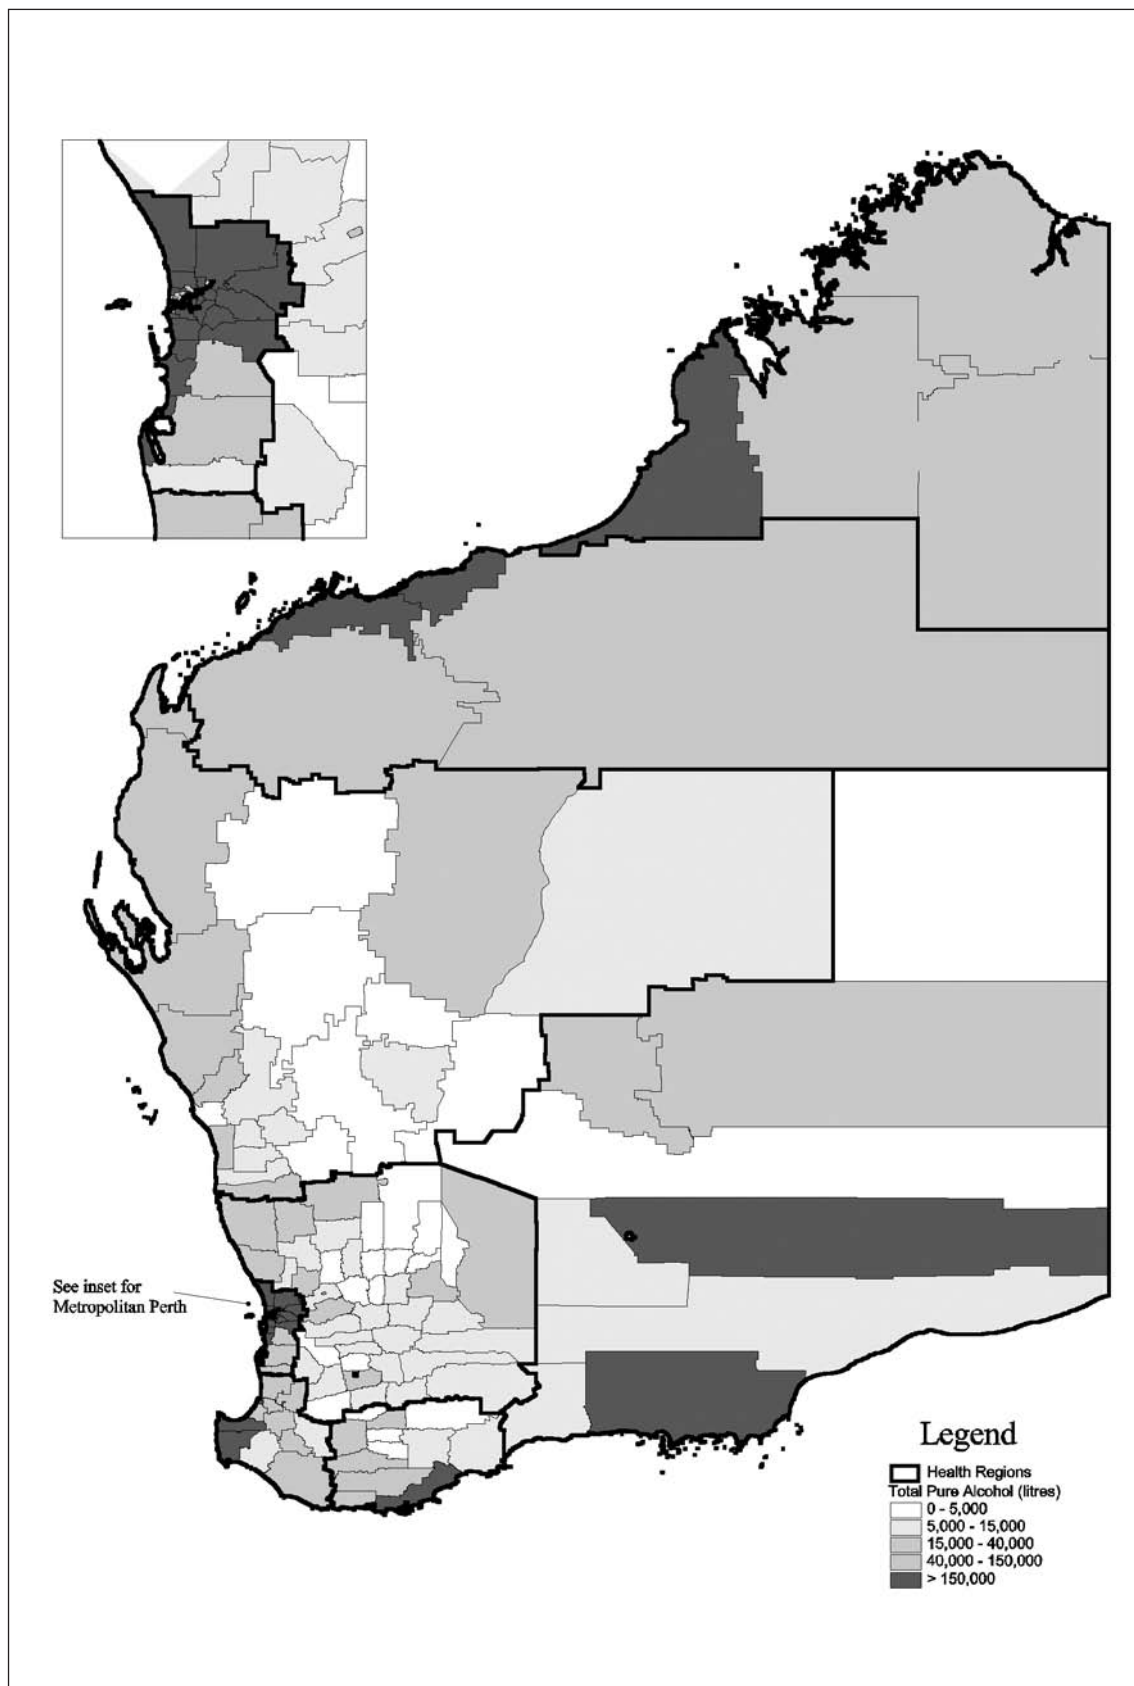 See inset for
Metropolitan Perth
Legend
Health Regions
Total Pure Alcohol (litres)
0 - 5,000
5,000 - 15,000
15,000 - 40,000
40,000 - 150,000
> 150,000